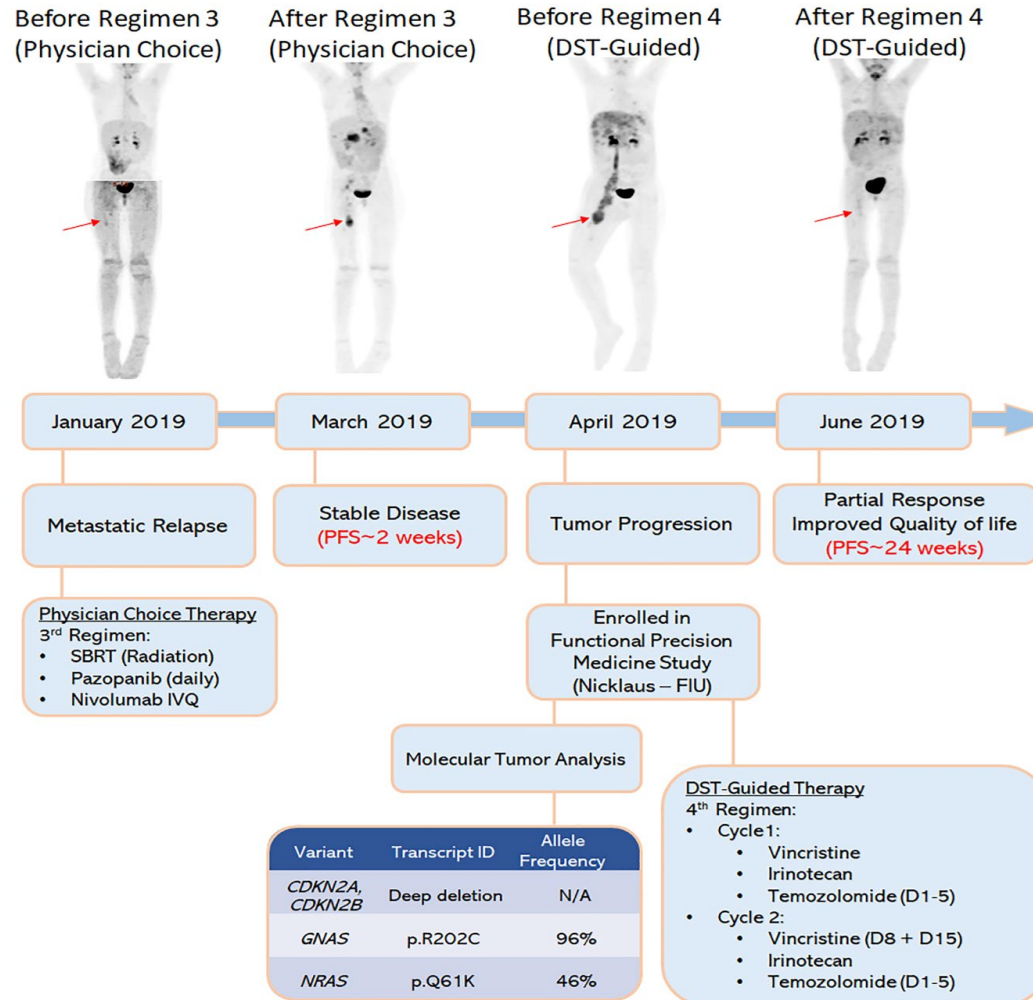 Before Regimen 3
(Physician Choice)
After Regimen 3
(Physician Choice)
Before Regimen 4
(DST-Guided)
After Regimen 4
(DST-Guided)
January 2019
March 2019
April 2019
June 2019
Metastatic Relapse
Stable Disease
(PFS~2 weeks)
Tumor Progression
Partial Response
Improved Quality of life
(PFS~24 weeks)
Physician Choice Therapy
3rd Regimen:
• SBRT (Radiation)
• Pazopanib (daily)
• Nivolumab IVQ
Enrolled in
Functional Precision
Medicine Study
(Nicklaus – FIU)
Molecular Tumor Analysis
Variant Transcript ID Allele Frequency
CDKN2A, CDKN2B Deep deletion N/A
GNAS p.R202C 96%
NRAS p.Q61K 46%
DST-Guided Therapy
4th Regimen:
• Cycle 1:
• Vincristine
• Irinotecan
• Temozolomide (D1-5)
• Cycle 2:
• Vincristine (D8 + D15)
• Irinotecan
• Temozolomide (D1-5)